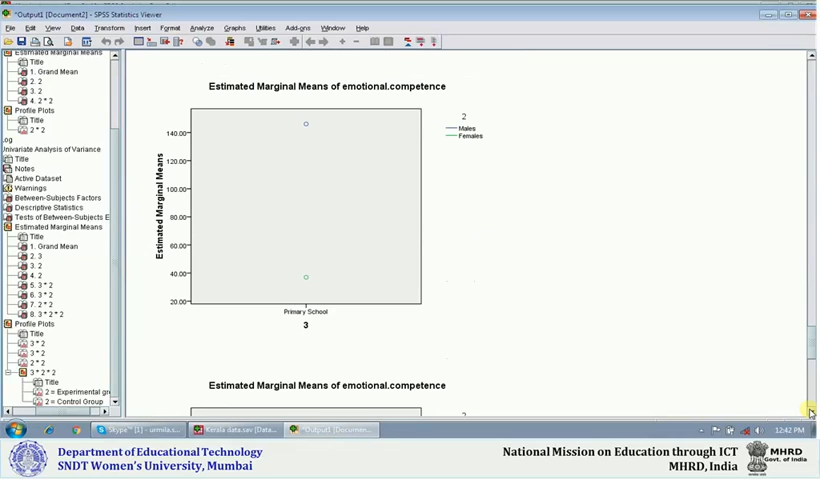 *Output1 [Document2] - SPSS Statistics Viewer
File Edit View Data Transform Insert Format Analyze Graphs Utilities Add-ons Window Help
Estimated Marginal Means
Title
1. Grand Mean
2. 2
3. 2
4. 2 * 2
Profile Plots
Title
2 * 2
Log
Univariate Analysis of Variance
Title
Notes
Active Dataset
Warnings
Between-Subjects Factors
Descriptive Statistics
Tests of Between-Subjects E
Estimated Marginal Means
Title
1. Grand Mean
2. 3
3. 2
4. 2
5. 3 * 2
6. 3 * 2
7. 2 * 2
8. 3 * 2 * 2
Profile Plots
Title
3 * 2
3 * 2
2 * 2
3 * 2 * 2
Title
2 = Experimental gr
2 = Control Group
Estimated Marginal Means of emotional.competence
2
Males
Females
Estimated Marginal Means
140.00
120.00
100.00
80.00
60.00
40.00
20.00
Primary School
3
Estimated Marginal Means of emotional.competence
Skype™ [1] - urmila.s...
Kerala data.sav [Data...
*Output1 [Documen...
12:42 PM
Department of Educational Technology
SNDT Women's University, Mumbai
National Mission on Education through ICT
MHRD, India
MHRD
Govt. of India